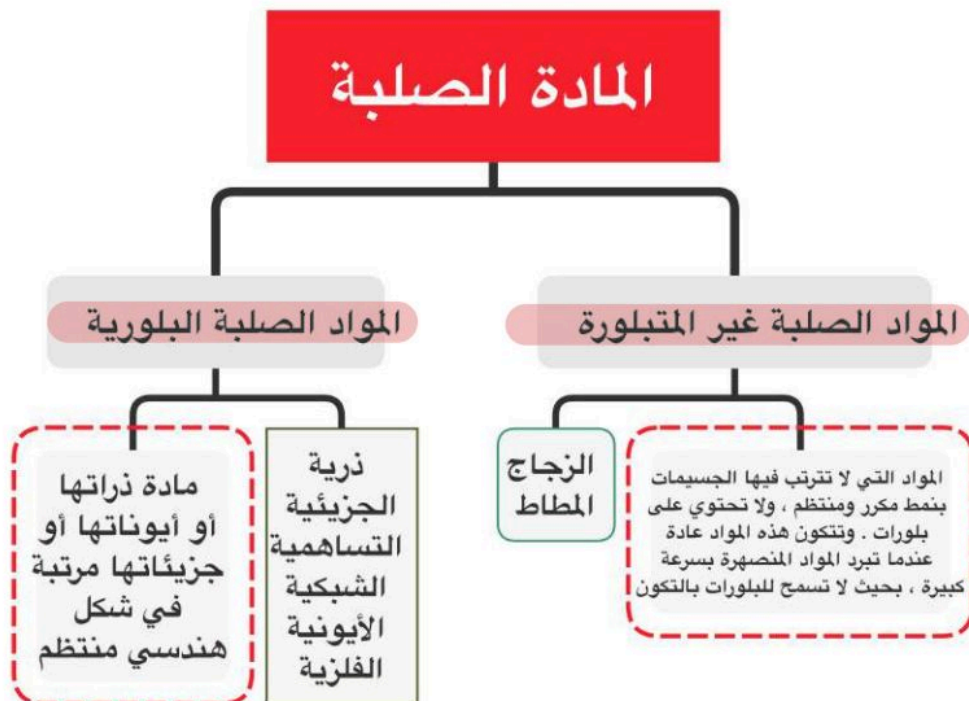 المادة الصلبة
المواد الصلبة غير المتبلورة
المواد التي لا تترتب فيها الجسيمات
بنمط مكرر ومنتظم ، ولا تحتوي على
بلورات . وتتكون هذه المواد عادة
عندما تبرد المواد المنصهرة بسرعة
كبيرة ، بحيث لا تسمح للبلورات بالتكون
الزجاج
المطاط
المواد الصلبة البلورية
ذرية
الجزيئية
التساهمية
الشبكية
الأيونية
الفلزية
مادة ذراتها
أو أيوناتها أو
جزيئاتها مرتبة
في شكل
هندسي منتظم